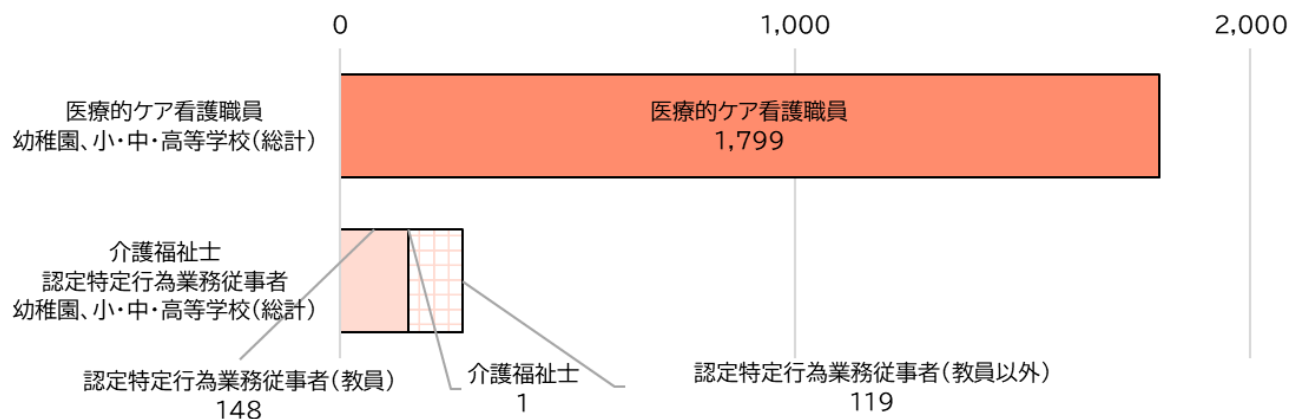 0
1,000
2,000
医療的ケア看護職員
幼稚園、小・中・高等学校(総計)
医療的ケア看護職員
1,799
介護福祉士
認定特定行為業務従事者
幼稚園、小・中・高等学校(総計)
認定特定行為業務従事者(教員)
148
介護福祉士
1
認定特定行為業務従事者(教員以外)
119